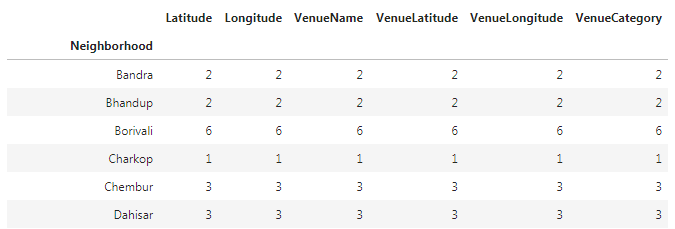 Latitude Longitude VenueName VenueLatitude VenueLongitude VenueCategory
Neighborhood
Bandra 2 2 2 2 2 2
Bhandup 2 2 2 2 2 2
Borivali 6 6 6 6 6 6
Charkop 1 1 1 1 1 1
Chembur 3 3 3 3 3 3
Dahisar 3 3 3 3 3 3